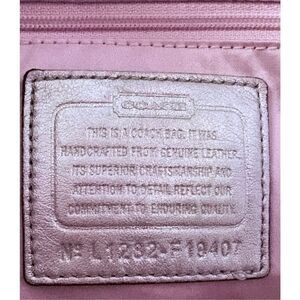 COACH
THIS IS A COACH BAG. IT WAS
HANDCRAFTED FROM GENUINE LEATHER.
ITS SUPERIOR CRAFTSMANSHIP AND
ATTENTION TO DETAIL REFLECT OUR
COMMITMENT TO ENDURING QUALITY.
Nº L1282-F19407